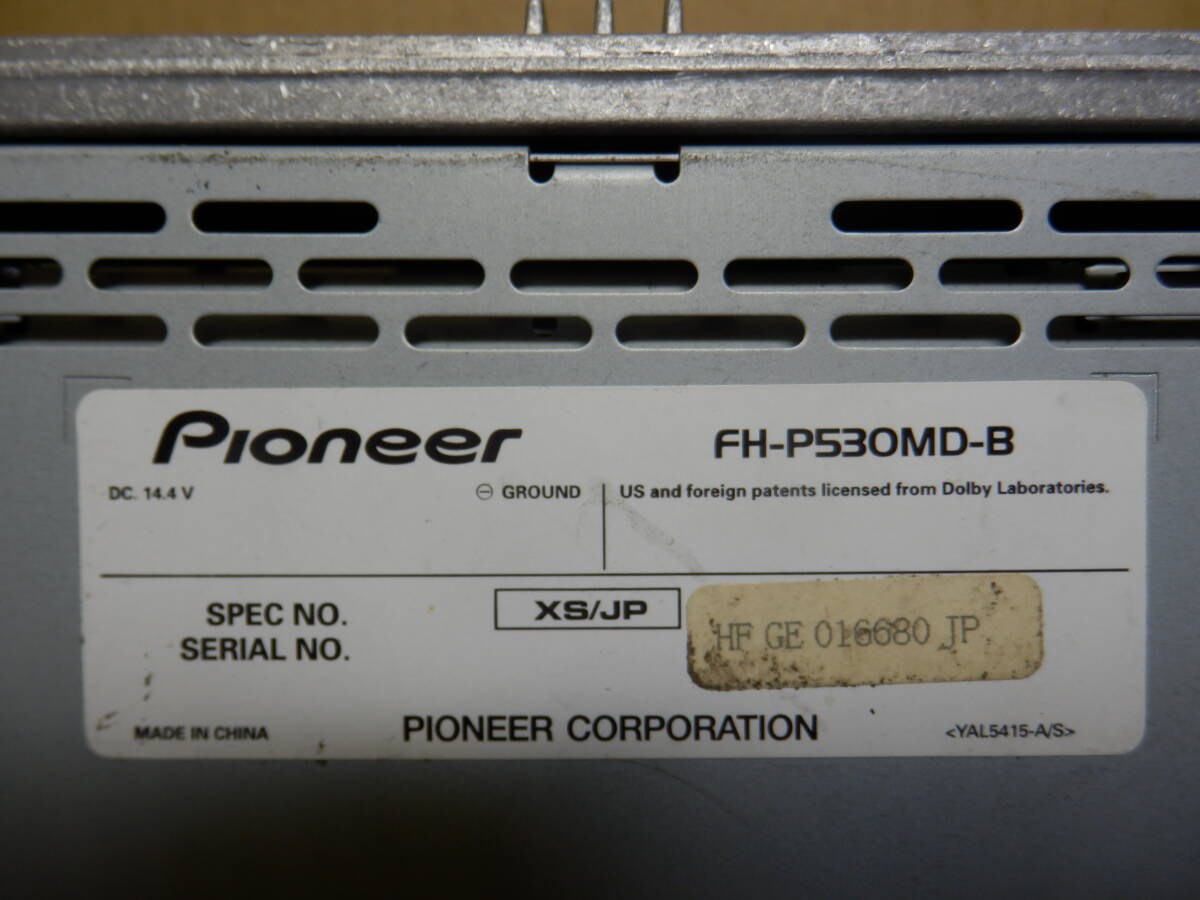 Pioneer FH-P530MD-B
DC. 14.4 V ⊖ GROUND US and foreign patents licensed from Dolby Laboratories.
SPEC NO. XS/JP
SERIAL NO. HF GE 016680 JP
MADE IN CHINA PIONEER CORPORATION <YAL5415-A/S>